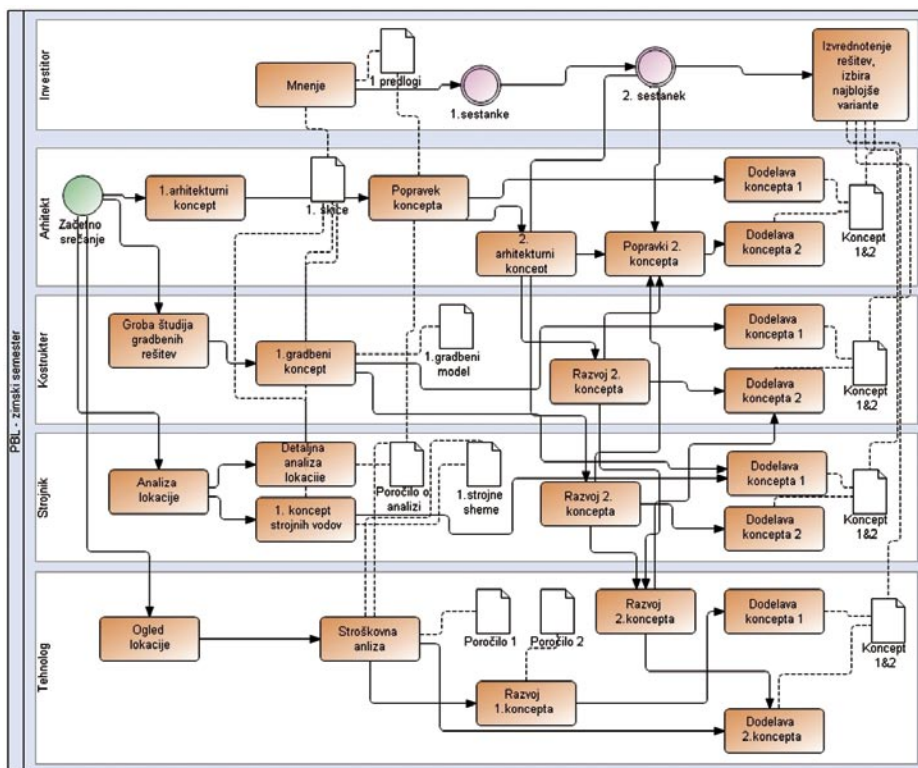 PBL - zimski semester
Investitor
Mnenje
1 predlogi
1.sestanke
2. sestanek
Izvrednotenje
rešitev,
izbira
najbloјše
variante
Arhitekt
Začetno
srečanje
1.arhitekturni
koncept
1. skice
Popravek
koncepta
2.
arhitekturni
koncept
Popravki 2.
koncepta
Dodelava
koncepta 1
Dodelava
koncepta 2
Koncept
1&2
Kostrukter
Groba študija
gradbenih
rešitev
1.gradbeni
koncept
1.gradbeni
model
Razvoj 2.
koncepta
Dodelava
koncepta 1
Dodelava
koncepta 2
Koncept
1&2
Strojnik
Analiza
lokacije
Detaljna
analiza
lokacije
1. koncept
strojnih vodov
Poročilo o
analizi
1.strojne
sheme
Razvoj 2.
koncepta
Dodelava
koncepta 1
Dodelava
koncepta 2
Koncept
1&2
Tehnolog
Ogled
lokacije
Stroškovna
anliza
Poročilo 1
Poročilo 2
Razvoj
1.koncepta
Razvoj
2.koncepta
Dodelava
koncepta 1
Dodelava
2.koncepta
Koncept
1&2